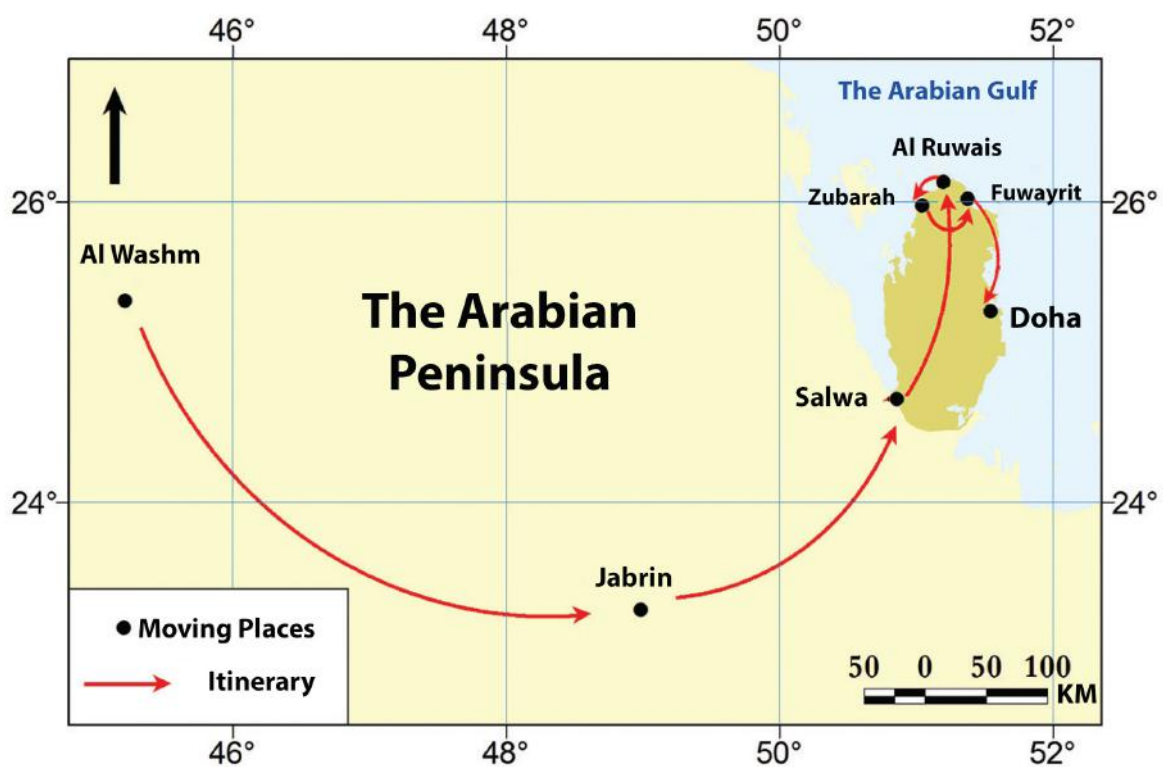 46° 48° 50° 52°
The Arabian Gulf
Al Ruwais
Zubarah
Fuwayrit
26°
26°
Al Washm
The Arabian
Peninsula
Doha
Salwa
24°
24°
Jabrin
Moving Places
Itinerary
50 0 50 100
KM
46° 48° 50° 52°